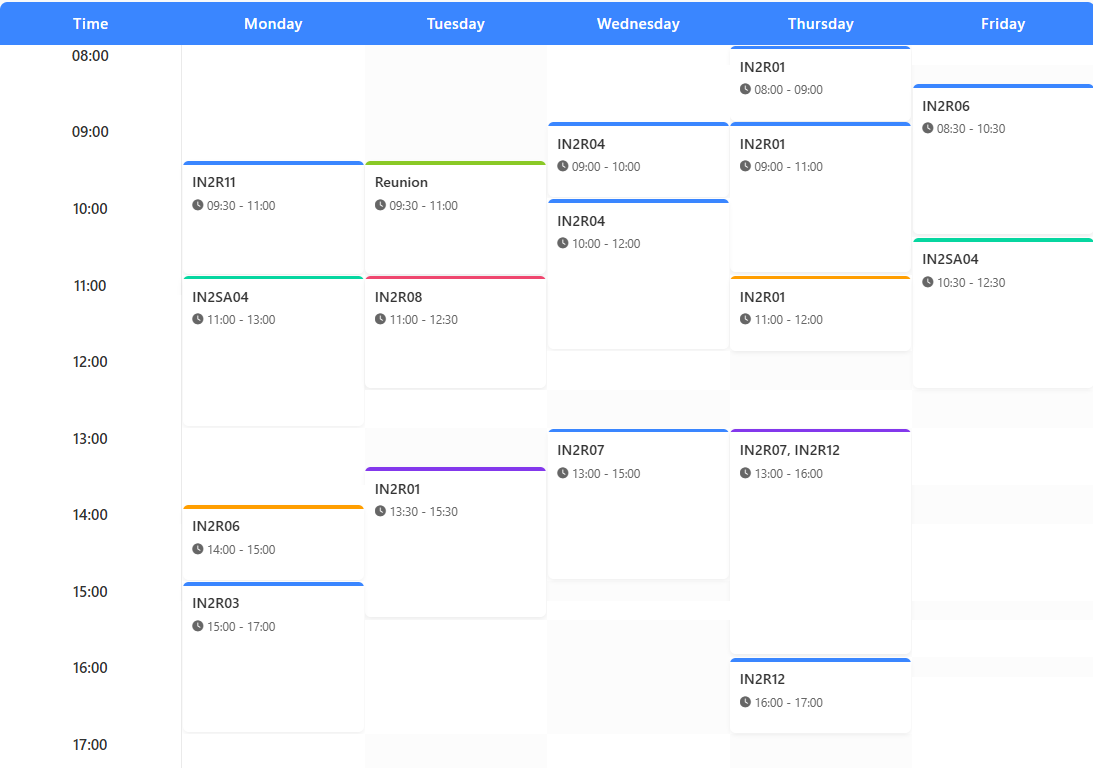 Time Monday Tuesday Wednesday Thursday Friday
08:00
IN2R01
08:00 - 09:00
IN2R06
08:30 - 10:30
09:00
IN2R04
09:00 - 10:00
IN2R01
09:00 - 11:00
IN2R11
09:30 - 11:00
Reunion
09:30 - 11:00
10:00
IN2R04
10:00 - 12:00
IN2SA04
10:30 - 12:30
11:00
IN2SA04
11:00 - 13:00
IN2R08
11:00 - 12:30
IN2R01
11:00 - 12:00
12:00
13:00
IN2R07
13:00 - 15:00
IN2R07, IN2R12
13:00 - 16:00
IN2R01
13:30 - 15:30
14:00
IN2R06
14:00 - 15:00
15:00
IN2R03
15:00 - 17:00
16:00
IN2R12
16:00 - 17:00
17:00